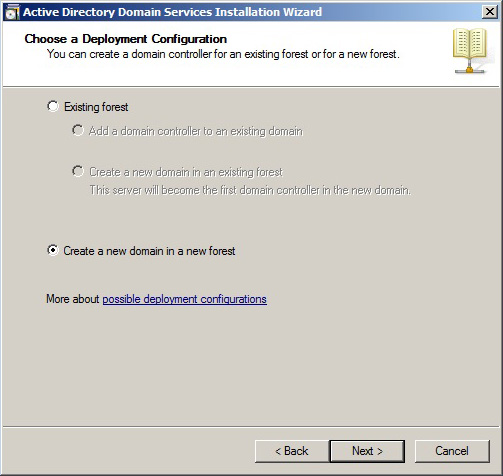 Active Directory Domain Services Installation Wizard
Choose a Deployment Configuration
You can create a domain controller for an existing forest or for a new forest.
Existing forest
Add a domain controller to an existing domain
Create a new domain in an existing forest
This server will become the first domain controller in the new domain.
Create a new domain in a new forest
More about possible deployment configurations
< Back
Next >
Cancel